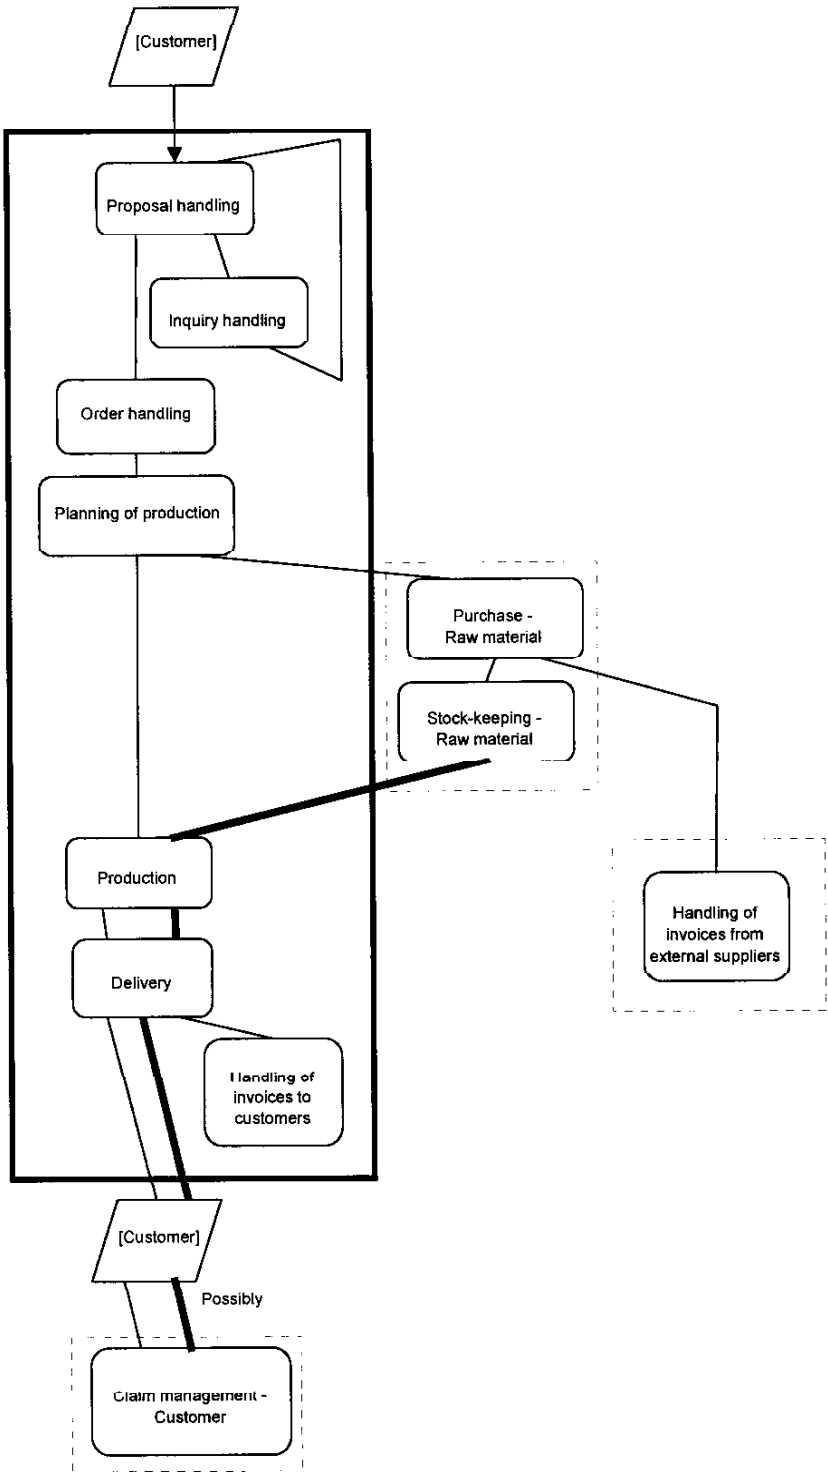 [Customer]
Proposal handling
Inquiry handling
Order handling
Planning of production
Purchase -
Raw material
Stock-keeping -
Raw material
Production
Handling of
invoices from
external suppliers
Delivery
Handling of
invoices to
customers
[Customer]
Possibly
Claim management -
Customer